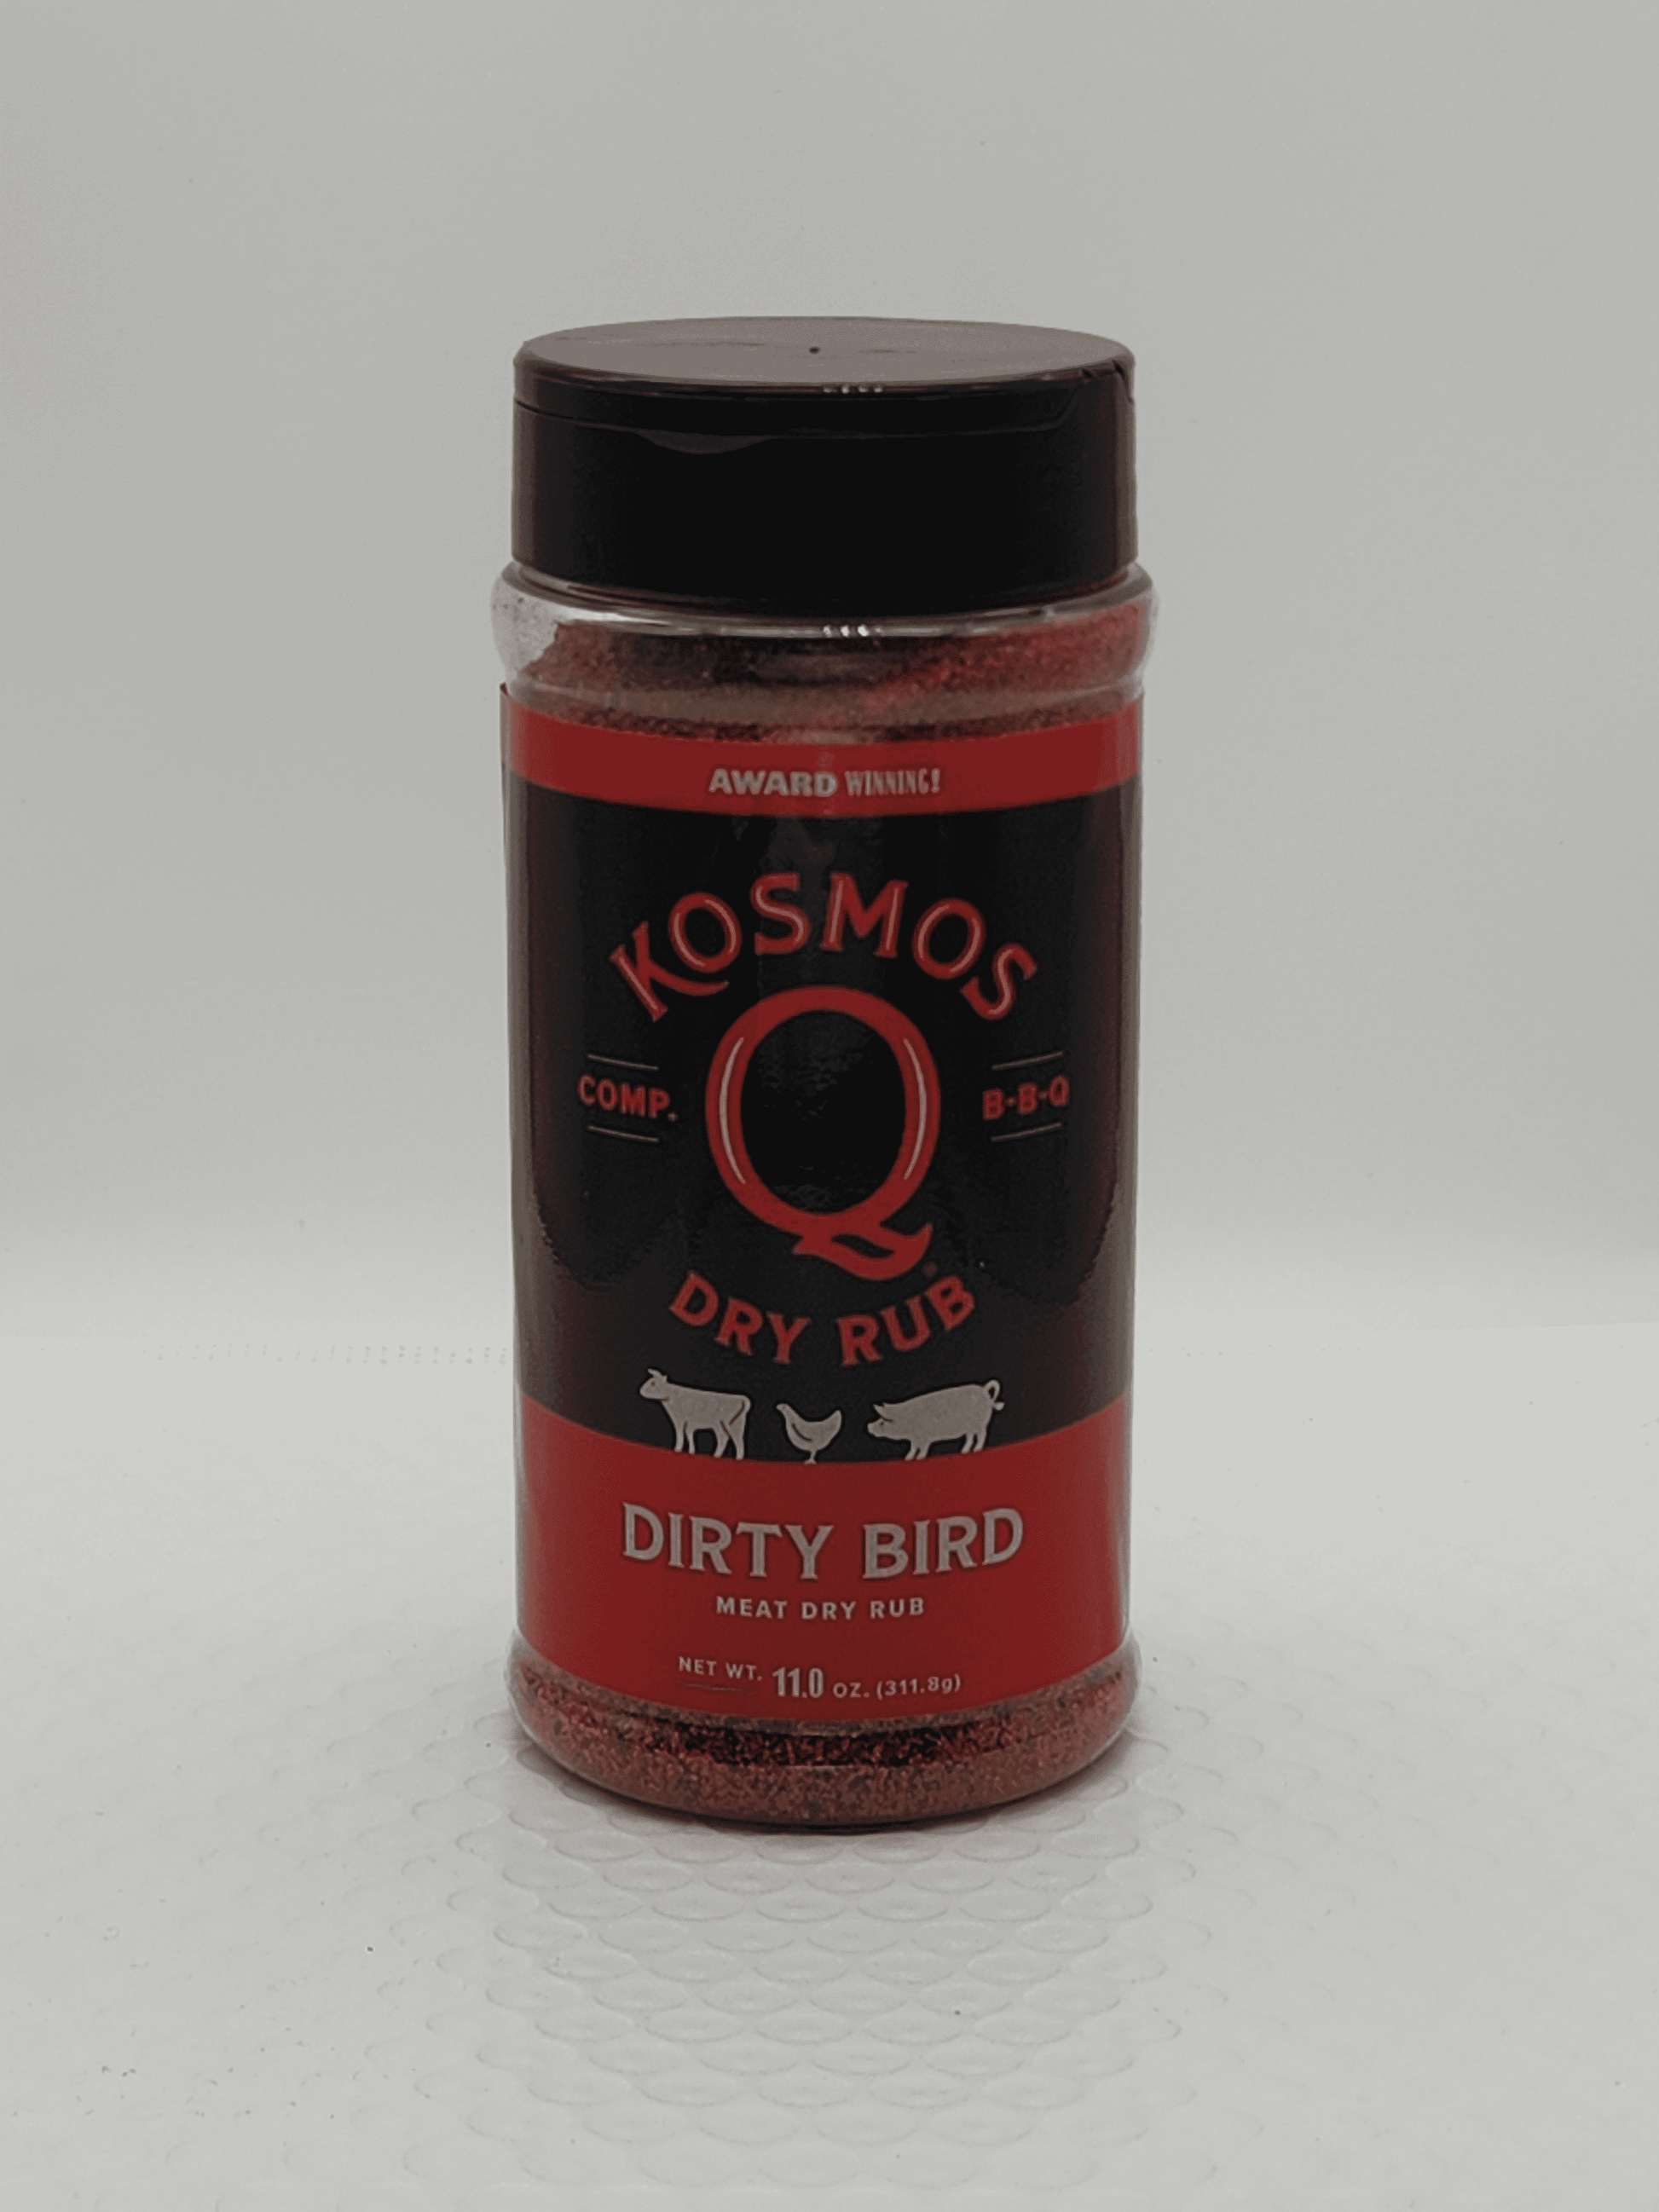 AWARD WINNING!
KOSMOS
Q
COMP.
B-B-Q
DRY RUB
DIRTY BIRD
MEAT DRY RUB
NET WT. 11.0 OZ. (311.8g)